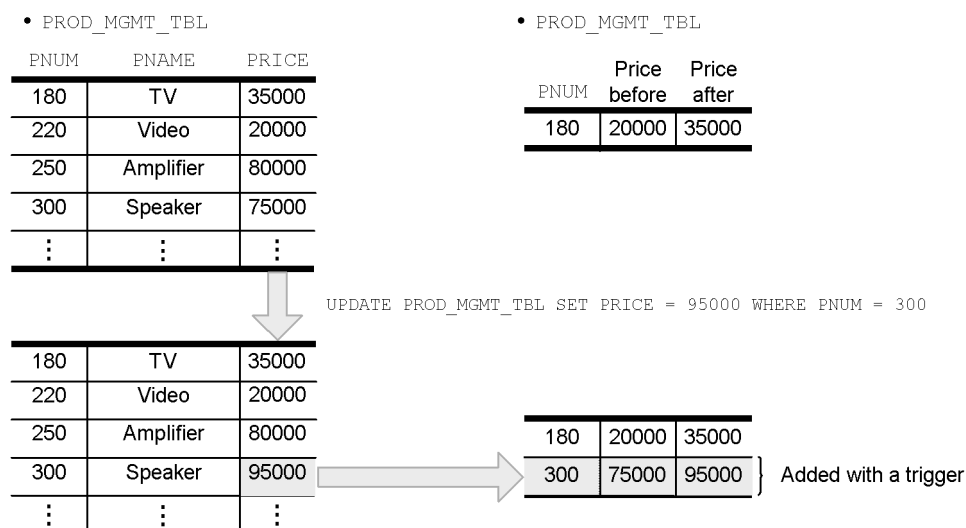 • PROD_MGMT_TBL
PNUM PNAME PRICE
180 TV 35000
220 Video 20000
250 Amplifier 80000
300 Speaker 75000
⋮ ⋮ ⋮
• PROD_MGMT_TBL
PNUM Price before Price after
180 20000 35000
UPDATE PROD_MGMT_TBL SET PRICE = 95000 WHERE PNUM = 300
180 TV 35000
220 Video 20000
250 Amplifier 80000
300 Speaker 95000
⋮ ⋮ ⋮
180 20000 35000
300 75000 95000 } Added with a trigger